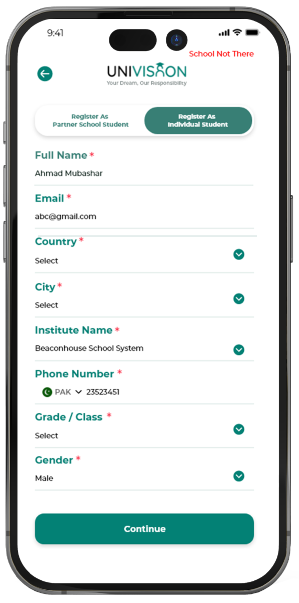 9:41
School Not There
UNIVISION
Your Dream, Our Responsibility
Register As
Partner School Student
Register As
Individual Student
Full Name *
Ahmad Mubashar
Email *
abc@gmail.com
Country *
Select
City *
Select
Institute Name *
Beaconhouse School System
Phone Number *
PAK 23523451
Grade / Class *
Select
Gender *
Male
Continue